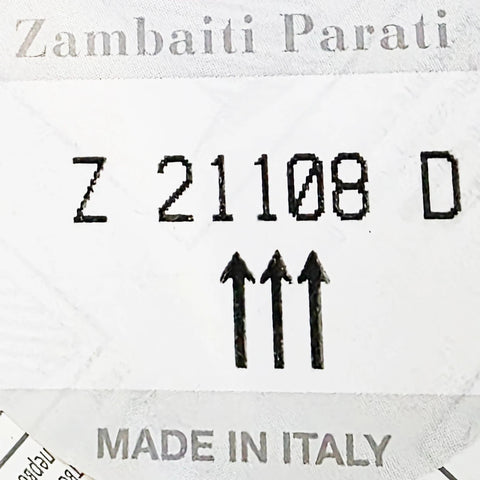 Zambaiti Parati
Z 21108 D
MADE IN ITALY